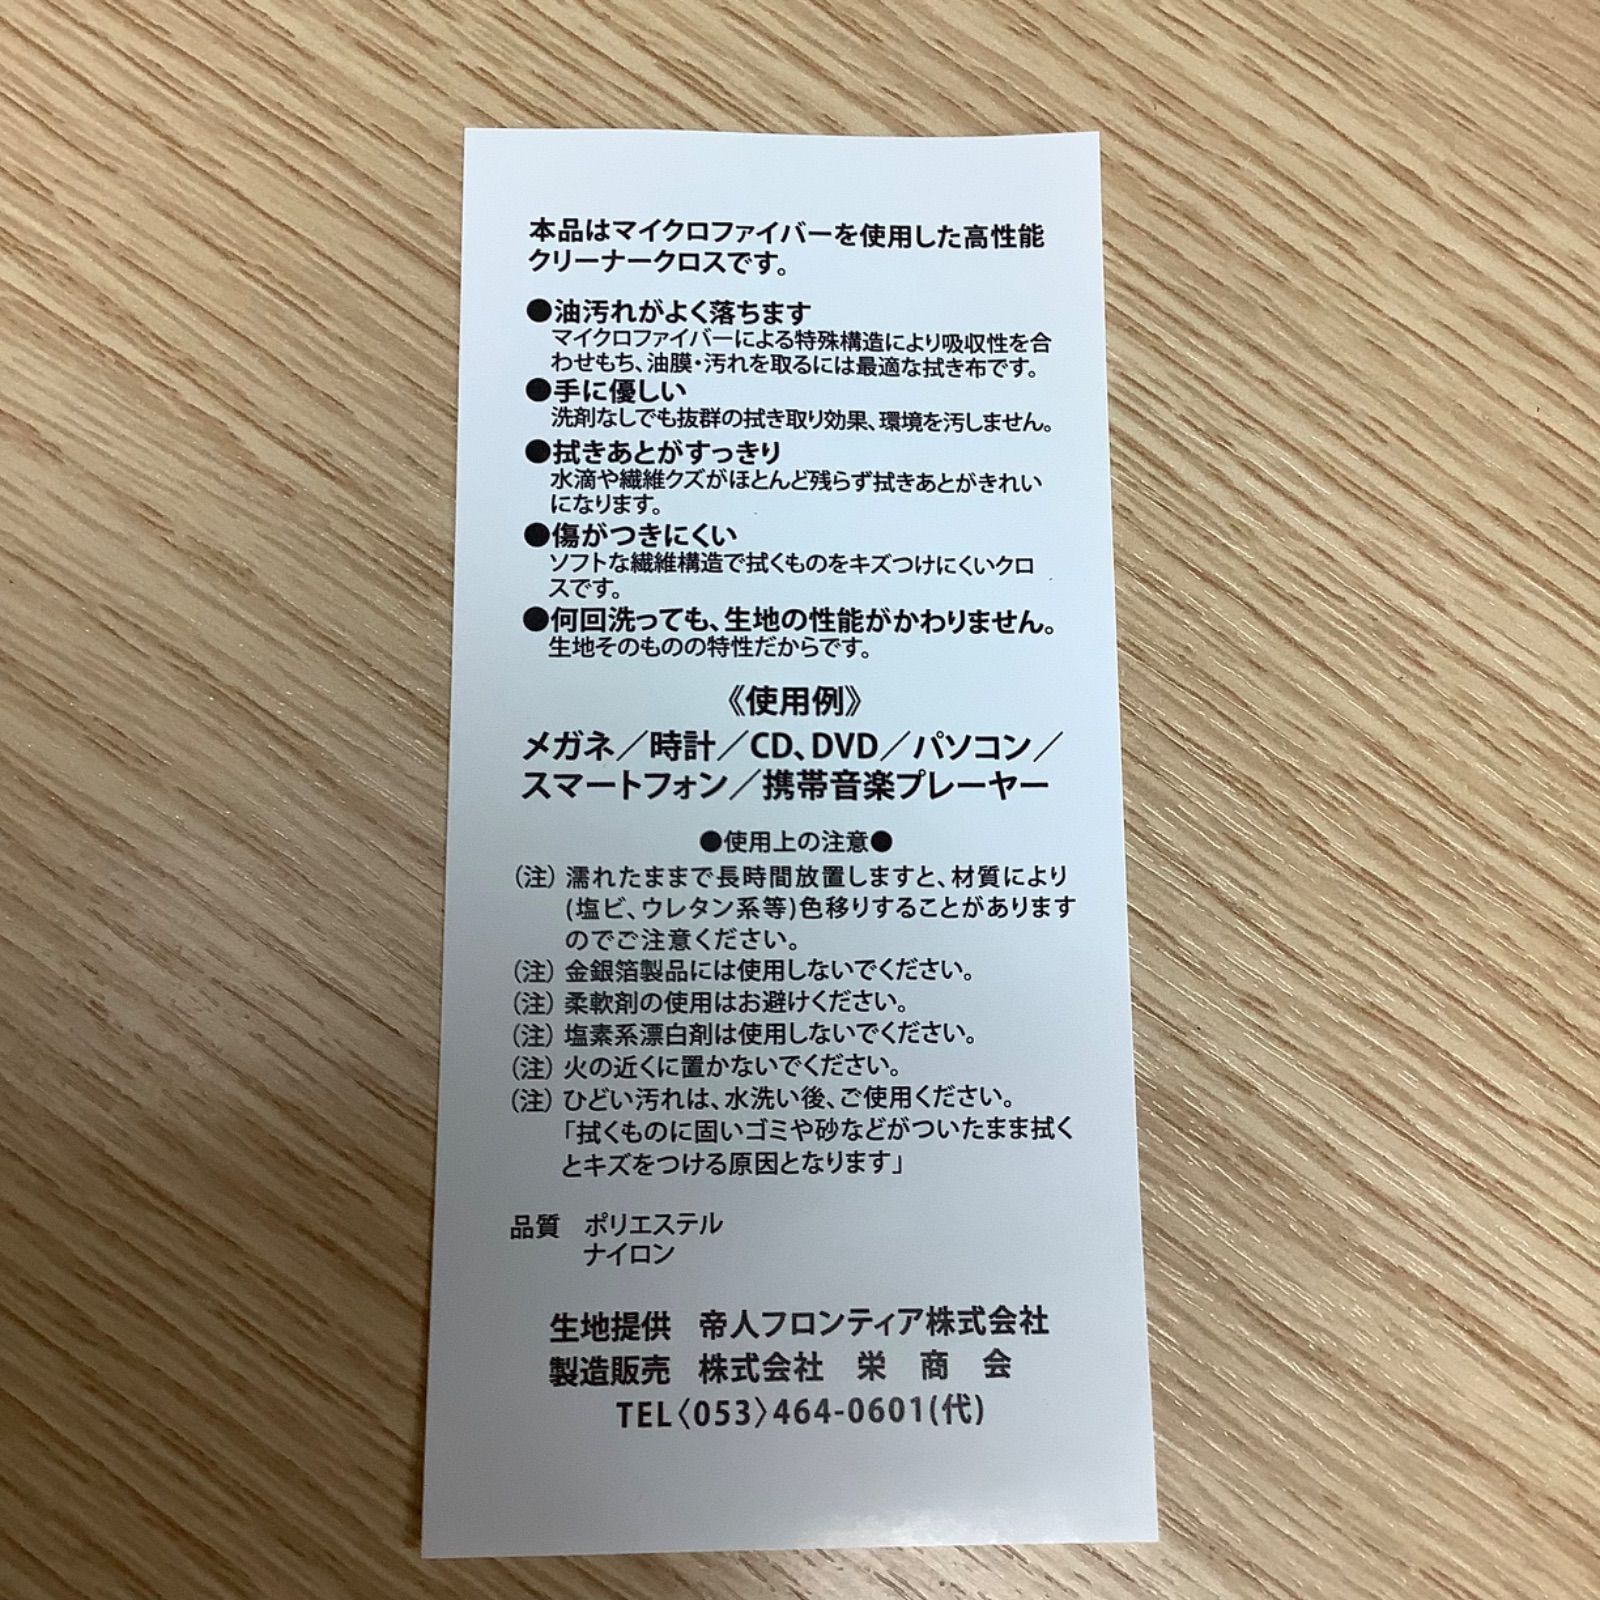 本品はマイクロファイバーを使用した高性能
クリーナークロスです。
●油汚れがよく落ちます
マイクロファイバーによる特殊構造により吸収性を合
わせもち、油膜・汚れを取るには最適な拭き布です。
●手に優しい
洗剤なしでも抜群の拭き取り効果、環境を汚しません。
●拭きあとがすっきり
水滴や繊維クズがほとんど残らず拭きあとがきれい
になります。
●傷がつきにくい
ソフトな繊維構造で拭くものをキズつけにくいクロ
スです。
●何回洗っても、生地の性能がかわりません。
生地そのものの特性だからです。
《使用例》
メガネ／時計／CD、DVD／パソコン／
スマートフォン／携帯音楽プレーヤー
●使用上の注意●
(注) 濡れたままで長時間放置しますと、材質により
(塩ビ、ウレタン系等)色移りすることがあります
のでご注意ください。
(注) 金銀箔製品には使用しないでください。
(注) 柔軟剤の使用はお避けください。
(注) 塩素系漂白剤は使用しないでください。
(注) 火の近くに置かないでください。
(注) ひどい汚れは、水洗い後、ご使用ください。
「拭くものに固いゴミや砂などがついたまま拭く
とキズをつける原因となります」
品質 ポリエステル
ナイロン
生地提供 帝人フロンティア株式会社
製造販売 株式会社 栄 商 会
TEL〈053〉464-0601(代)